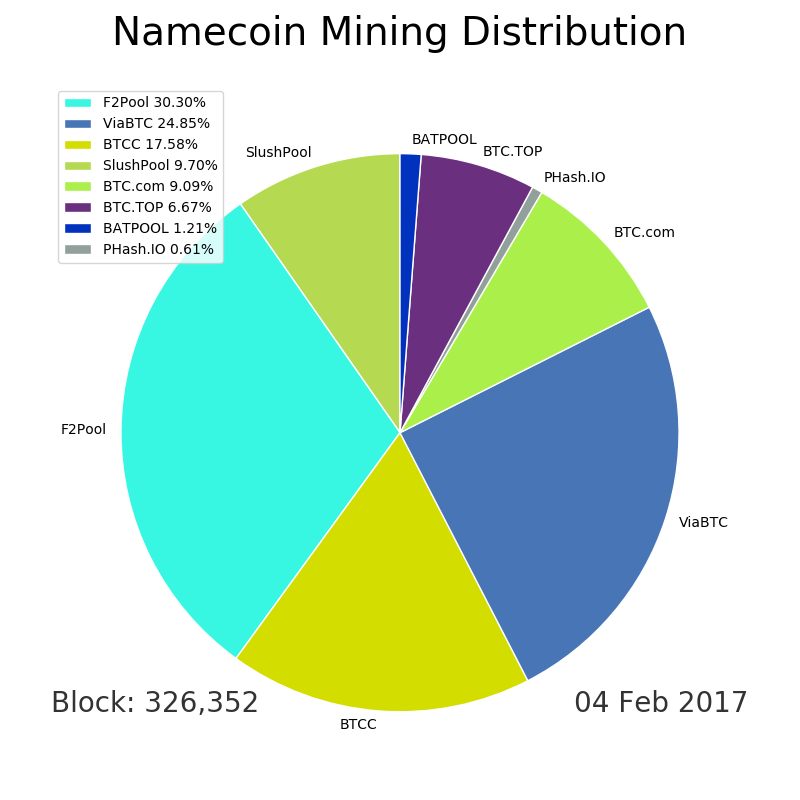 Namecoin Mining Distribution
F2Pool 30.30%
ViaBTC 24.85%
BTCC 17.58%
SlushPool 9.70%
BTC.com 9.09%
BTC.TOP 6.67%
BATPOOL 1.21%
PHash.IO 0.61%
BATPOOL
SlushPool
BTC.TOP
PHash.IO
BTC.com
F2Pool
ViaBTC
Block: 326,352
04 Feb 2017
BTCC